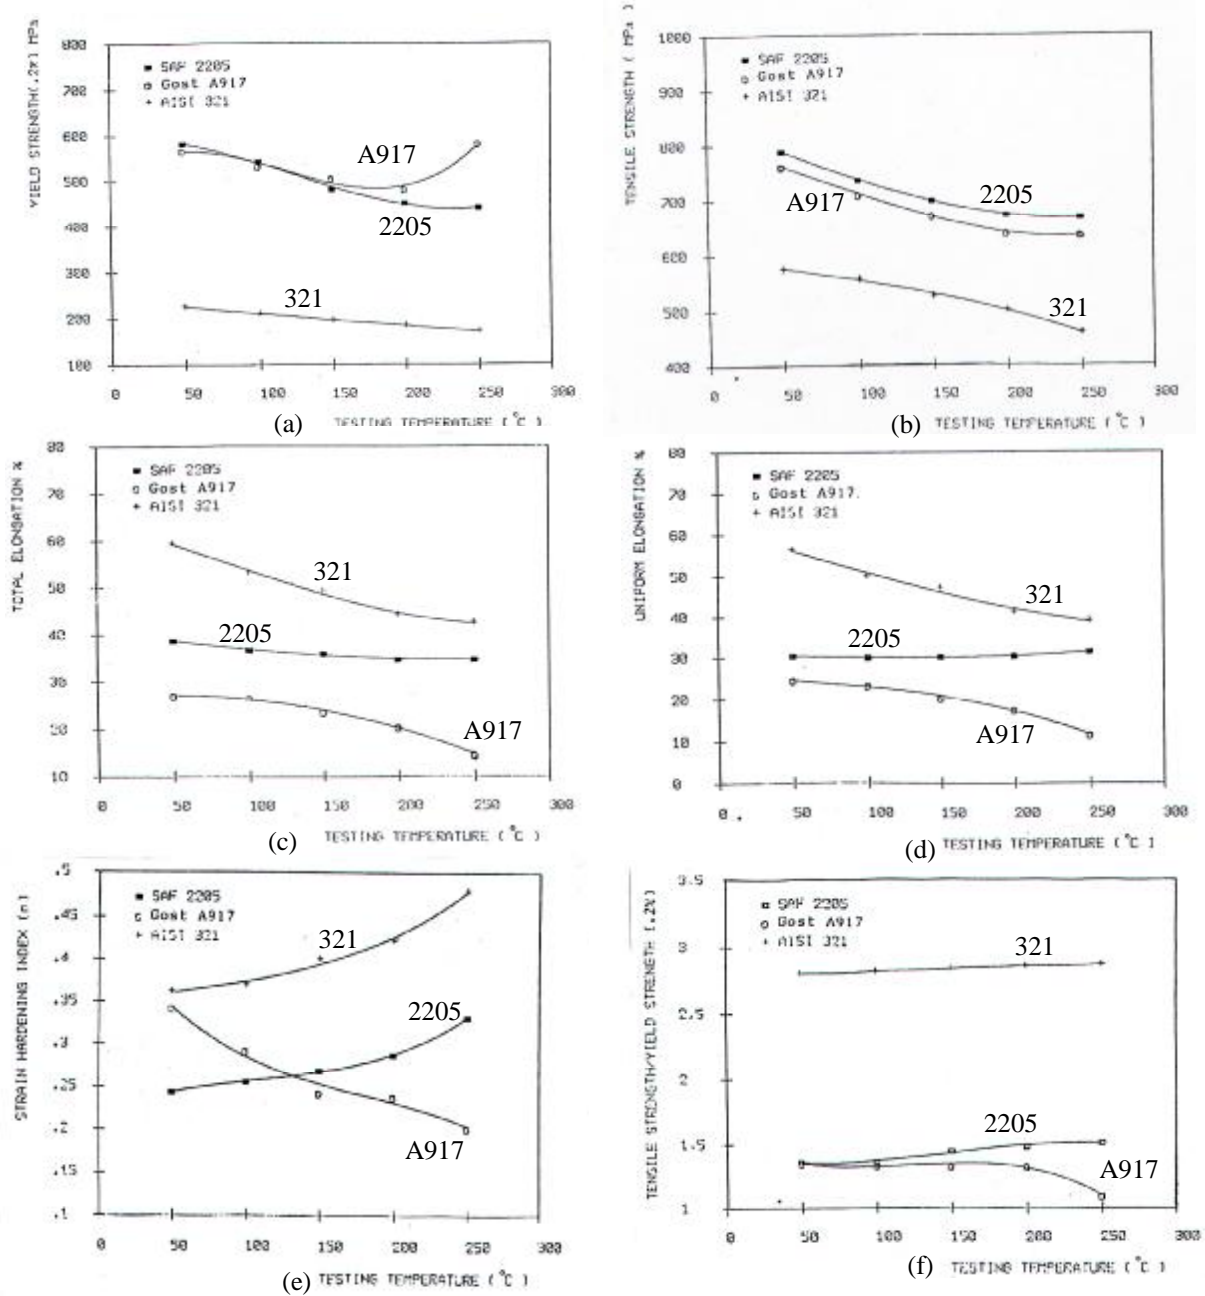 YIELD STRENGTH(.2%) MPa
800
700
600
500
400
300
200
100
■ SAF 2205
o Gost A917
+ AISI 321
A917
2205
321
0 50 100 150 200 250 300
(a) TESTING TEMPERATURE (°C )
TENSILE STRENGTH ( MPa )
1000
900
800
700
600
500
400
■ SAF 2205
o Gost A917
+ AISI 321
2205
A917
321
0 50 100 150 200 250 300
(b) TESTING TEMPERATURE (°C )
TOTAL ELONGATION %
80
70
60
50
40
30
20
10
■ SAF 2205
o Gost A917
+ AISI 321
321
2205
A917
0 50 100 150 200 250 300
(c) TESTING TEMPERATURE (°C )
UNIFORM ELONGATION %
80
70
60
50
40
30
20
10
0
■ SAF 2205
o Gost A917.
+ AISI 321
321
2205
A917
0 50 100 150 200 250 300
(d) TESTING TEMPERATURE (°C )
STRAIN HARDENING INDEX (n)
.5
.45
.4
.35
.3
.25
.2
.15
.1
■ SAF 2205
o Gost A917
+ AISI 321
321
2205
A917
0 50 100 150 200 250 300
(e) TESTING TEMPERATURE (°C )
TENSILE STRENGTH/YIELD STRENGTH (.2%)
3.5
3
2.5
2
1.5
1
SAF 2205
o Gost A917
+ AISI 321
321
2205
A917
0 50 100 150 200 250 300
(f) TESTING TEMPERATURE (°C )